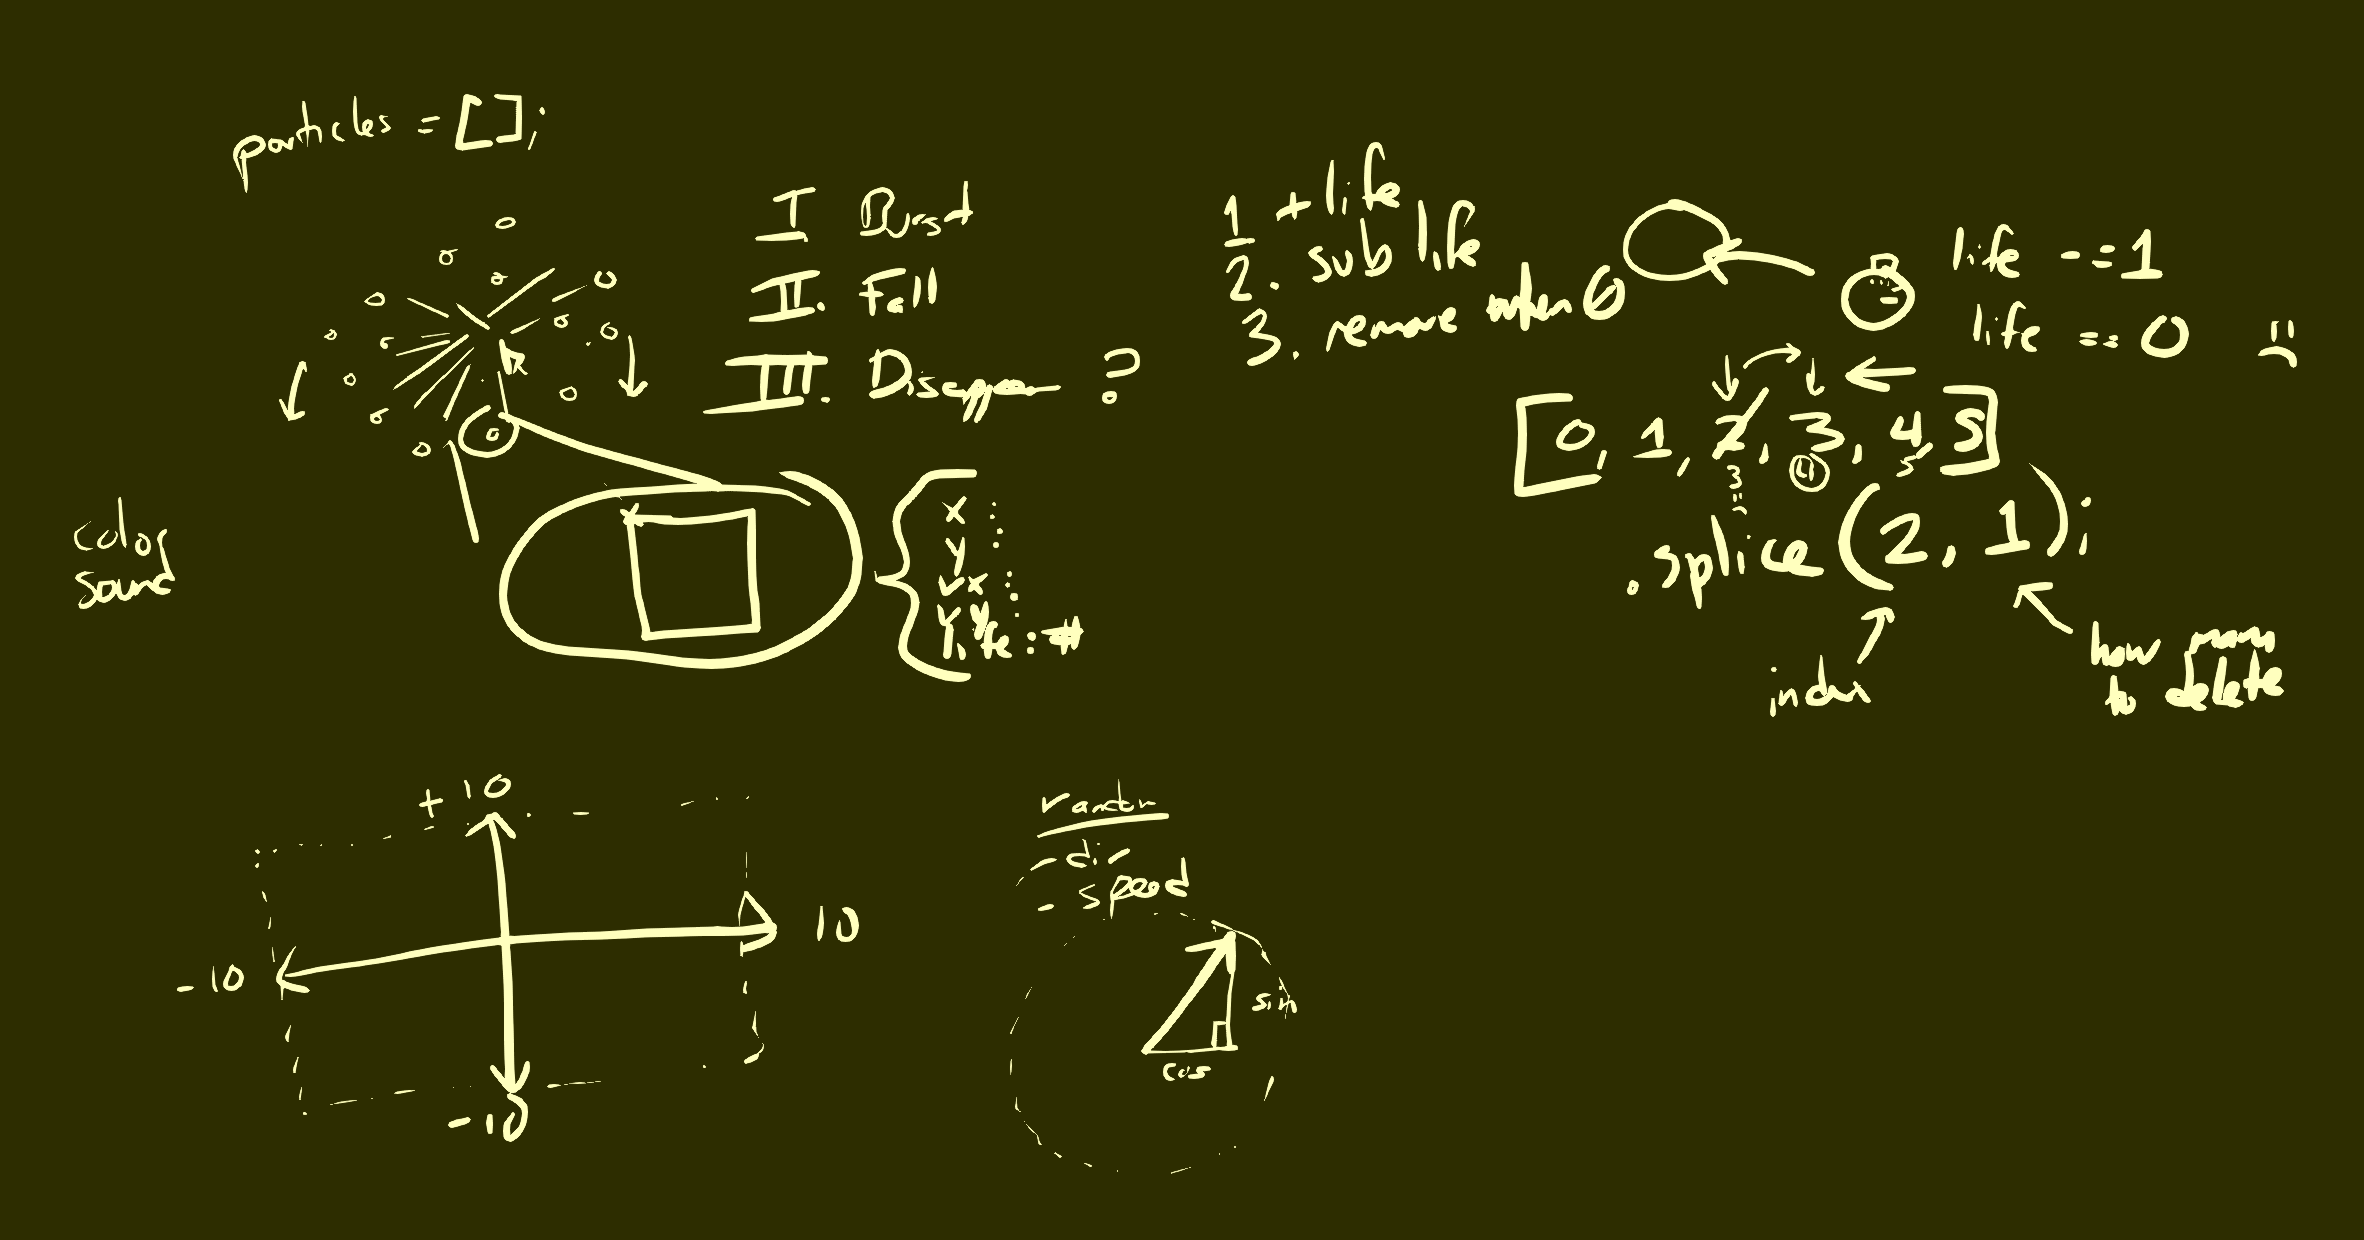 particles = [];
I Burst
II. Fall
III. Disappear ?
color
sound
x :
y :
vx :
vy :
life : #
1 + life
2. sub life
3. remove when 0
life -= 1
life == 0
[0, 1, 2, 3, 4, 5]
3 4 5
.splice(2, 1);
index
how many
to delete
+10
-10
10
-10
random
- dir
- speed
sin
cos